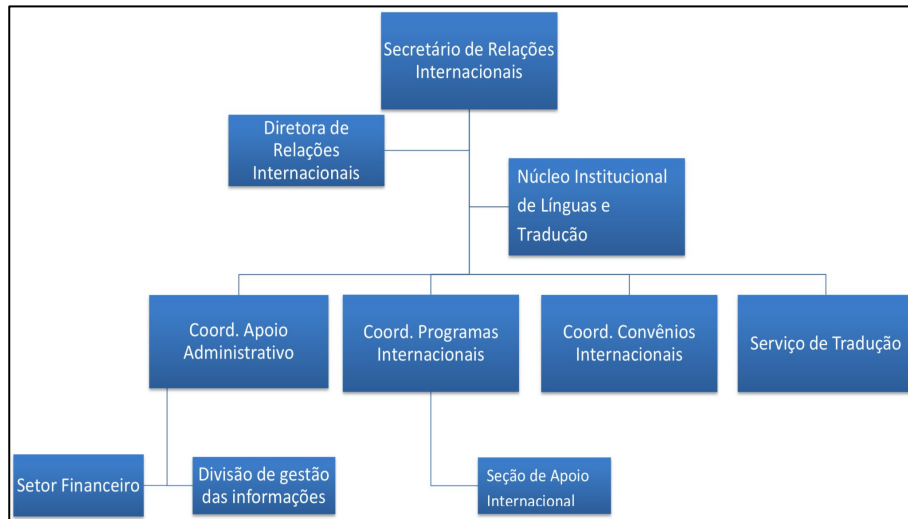 Secretário de Relações
Internacionais
Diretora de
Relações
Internacionais
Núcleo Institucional
de Línguas e
Tradução
Coord. Apoio
Administrativo
Coord. Programas
Internacionais
Coord. Convênios
Internacionais
Serviço de Tradução
Setor Financeiro
Divisão de gestão
das informações
Seção de Apoio
Internacional